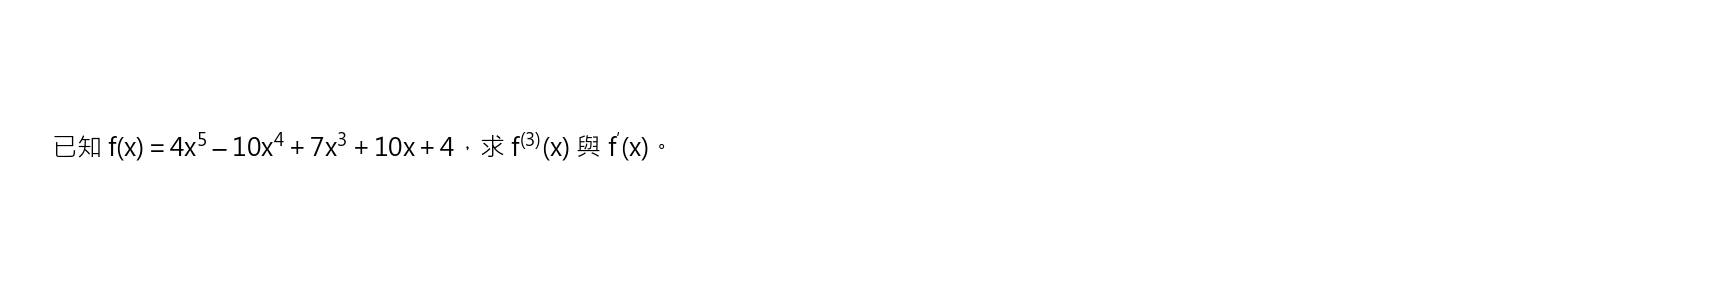 已知 f(x) = 4x⁵ – 10x⁴ + 7x³ + 10x + 4，求 f⁽³⁾(x) 與 f′(x)。